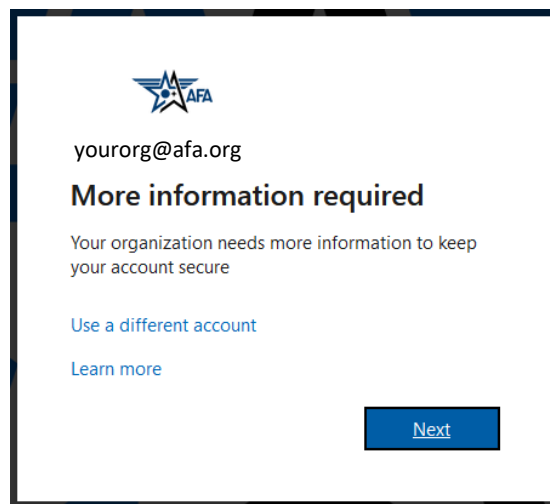 AFA
yourorg@afa.org
More information required
Your organization needs more information to keep
your account secure
Use a different account
Learn more
Next